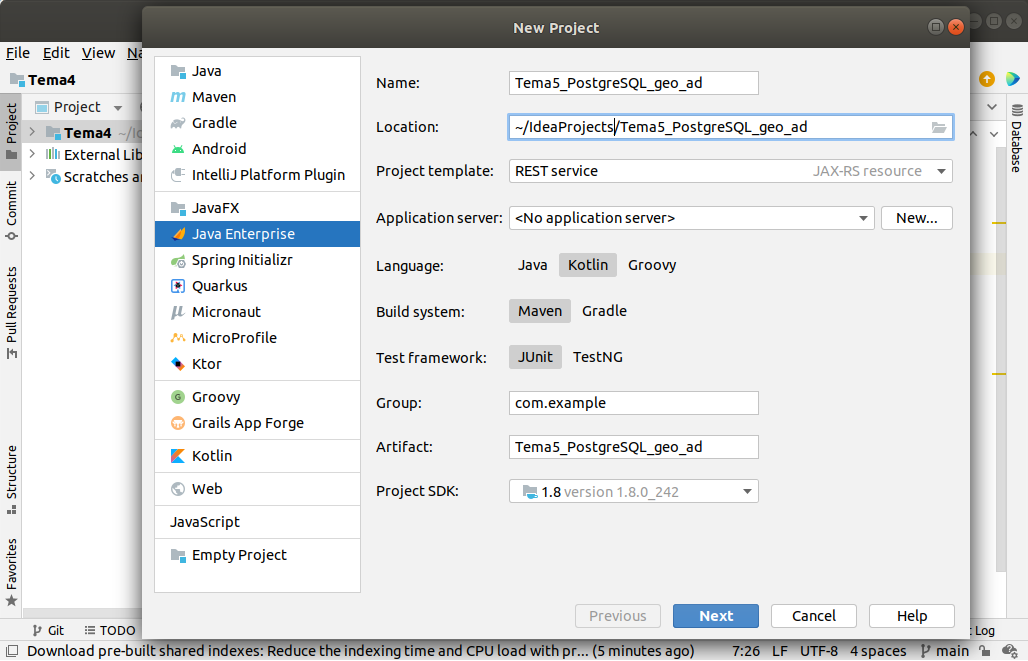 New Project
File Edit View Na
Tema4
Project
Tema4 ~/Id
External Lib
Scratches an
Project
Commit
Pull Requests
Structure
Favorites
Java
Maven
Gradle
Android
IntelliJ Platform Plugin
JavaFX
Java Enterprise
Spring Initializr
Quarkus
Micronaut
MicroProfile
Ktor
Groovy
Grails App Forge
Kotlin
Web
JavaScript
Empty Project
Name: Tema5_PostgreSQL_geo_ad
Location: ~/IdeaProjects/Tema5_PostgreSQL_geo_ad
Project template: REST service JAX-RS resource
Application server: <No application server> New...
Language: Java Kotlin Groovy
Build system: Maven Gradle
Test framework: JUnit TestNG
Group: com.example
Artifact: Tema5_PostgreSQL_geo_ad
Project SDK: 1.8 version 1.8.0_242
Previous Next Cancel Help
Database
Git TODO t Log
Download pre-built shared indexes: Reduce the indexing time and CPU load with pr... (5 minutes ago) 7:26 LF UTF-8 4 spaces main